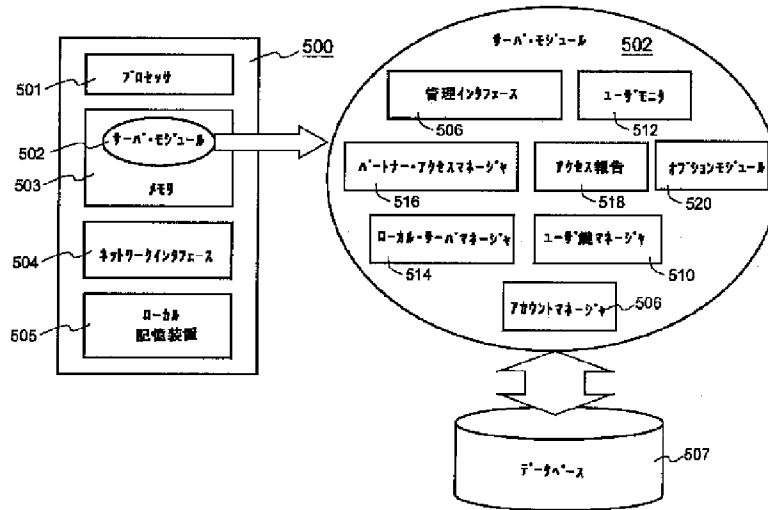 500
プロセッサ
501
サーバ・モジュール
502
503
メモリ
ネットワークインタフェース
504
ローカル
記憶装置
505
サーバ・モジュール
502
管理インタフェース
506
ユーザモニタ
512
パートナー・アクセスマネージャ
516
アクセス報告
518
オプションモジュール
520
ローカル・サーバマネージャ
514
ユーザ鍵マネージャ
510
アカウントマネージャ
506
データベース
507